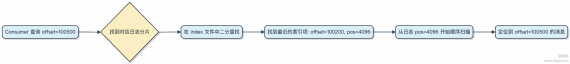 Consumer 查询 offset=100500
找到对应日志分片
在 index 文件中二分查找
找到最近的索引项: offset=100200, pos=4096
从日志 pos=4096 开始顺序扫描
定位到 offset=100500 的消息